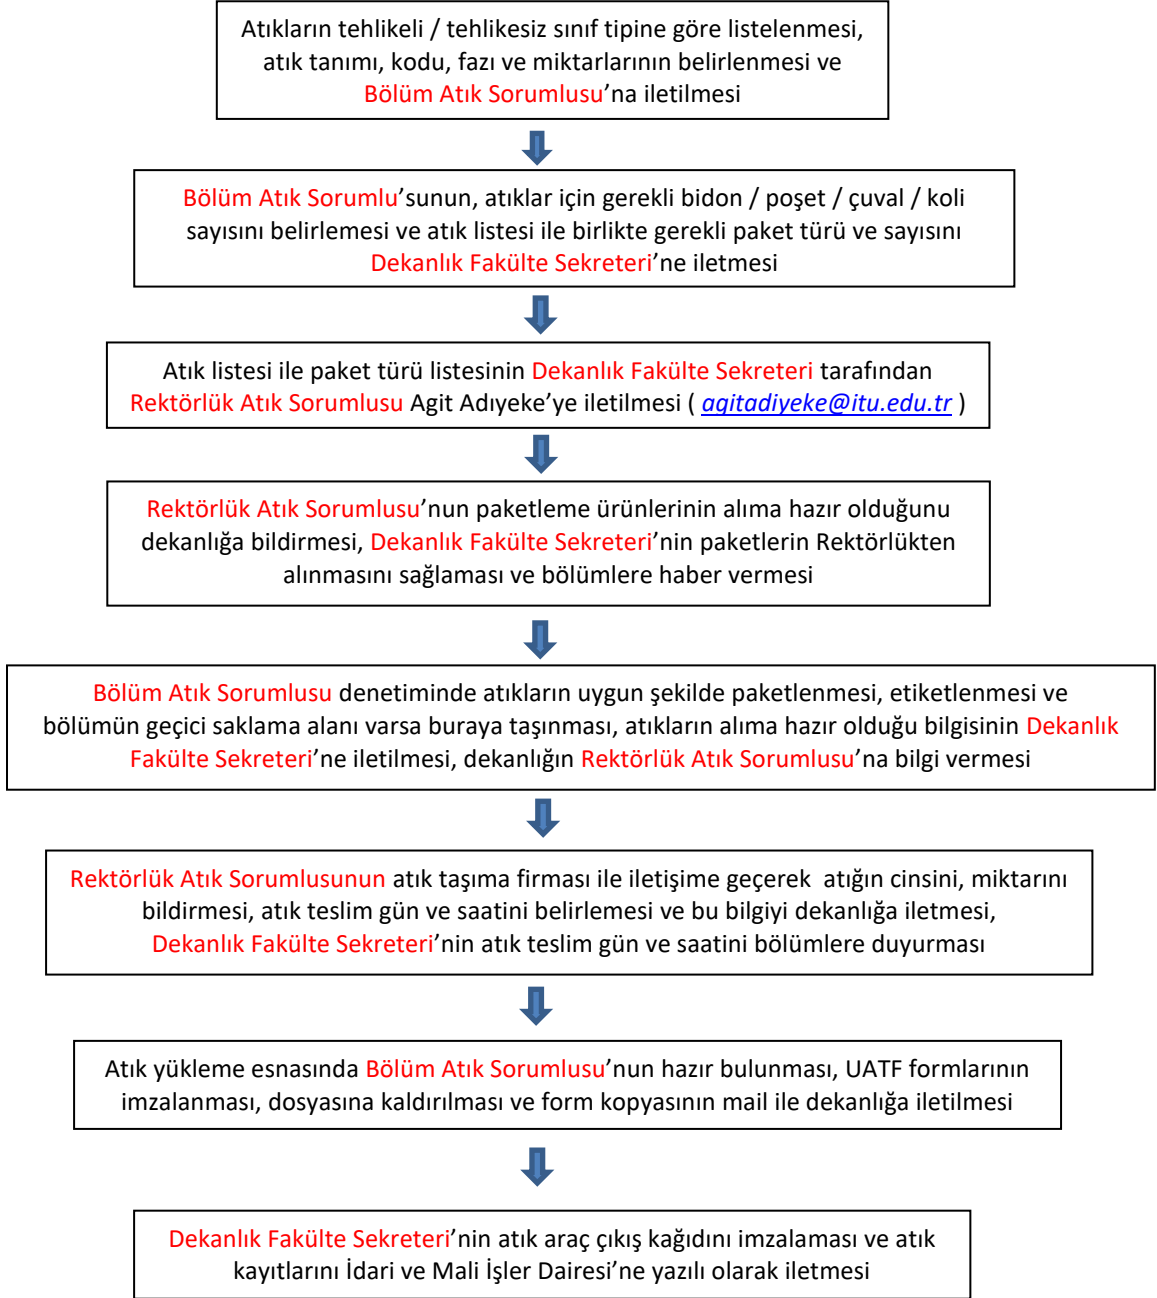 Atıkların tehlikeli / tehlikesiz sınıf tipine göre listelenmesi,
atık tanımı, kodu, fazı ve miktarlarının belirlenmesi ve
Bölüm Atık Sorumlusu’na iletilmesi
Bölüm Atık Sorumlu’sunun, atıklar için gerekli bidon / poşet / çuval / koli
sayısını belirlemesi ve atık listesi ile birlikte gerekli paket türü ve sayısını
Dekanlık Fakülte Sekreteri’ne iletmesi
Atık listesi ile paket türü listesinin Dekanlık Fakülte Sekreteri tarafından
Rektörlük Atık Sorumlusu Agit Adıyeke’ye iletilmesi ( agitadiyeke@itu.edu.tr )
Rektörlük Atık Sorumlusu’nun paketleme ürünlerinin alıma hazır olduğunu
dekanlığa bildirmesi, Dekanlık Fakülte Sekreteri’nin paketlerin Rektörlükten
alınmasını sağlaması ve bölümlere haber vermesi
Bölüm Atık Sorumlusu denetiminde atıkların uygun şekilde paketlenmesi, etiketlenmesi ve
bölümün geçici saklama alanı varsa buraya taşınması, atıkların alıma hazır olduğu bilgisinin Dekanlık
Fakülte Sekreteri’ne iletilmesi, dekanlığın Rektörlük Atık Sorumlusu’na bilgi vermesi
Rektörlük Atık Sorumlusunun atık taşıma firması ile iletişime geçerek  atığın cinsini, miktarını
bildirmesi, atık teslim gün ve saatini belirlemesi ve bu bilgiyi dekanlığa iletmesi,
Dekanlık Fakülte Sekreteri’nin atık teslim gün ve saatini bölümlere duyurması
Atık yükleme esnasında Bölüm Atık Sorumlusu’nun hazır bulunması, UATF formlarının
imzalanması, dosyasına kaldırılması ve form kopyasının mail ile dekanlığa iletilmesi
Dekanlık Fakülte Sekreteri’nin atık araç çıkış kağıdını imzalaması ve atık
kayıtlarını İdari ve Mali İşler Dairesi’ne yazılı olarak iletmesi